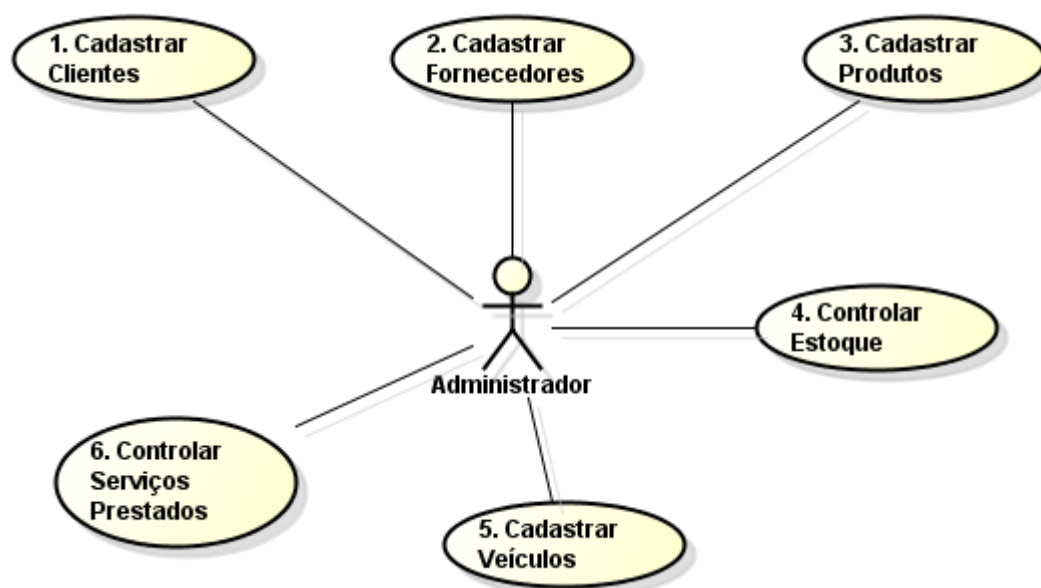 1. Cadastrar
Clientes
2. Cadastrar
Fornecedores
3. Cadastrar
Produtos
4. Controlar
Estoque
Administrador
6. Controlar
Serviços
Prestados
5. Cadastrar
Veículos